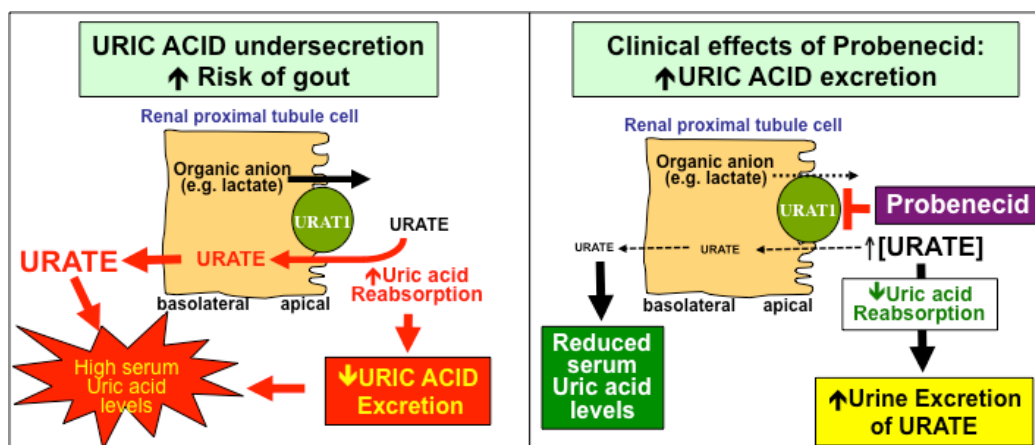 URIC ACID undersecretion
↑ Risk of gout
Renal proximal tubule cell
Organic anion
(e.g. lactate)
URAT1
URATE
URATE
URATE
↑Uric acid
Reabsorption
basolateral
apical
High serum
Uric acid
levels
↓URIC ACID
Excretion
Clinical effects of Probenecid:
↑URIC ACID excretion
Renal proximal tubule cell
Organic anion
(e.g. lactate)
URAT1
Probenecid
URATE
URATE
↑[URATE]
↓Uric acid
Reabsorption
basolateral
apical
Reduced
serum
Uric acid
levels
↑Urine Excretion
of URATE